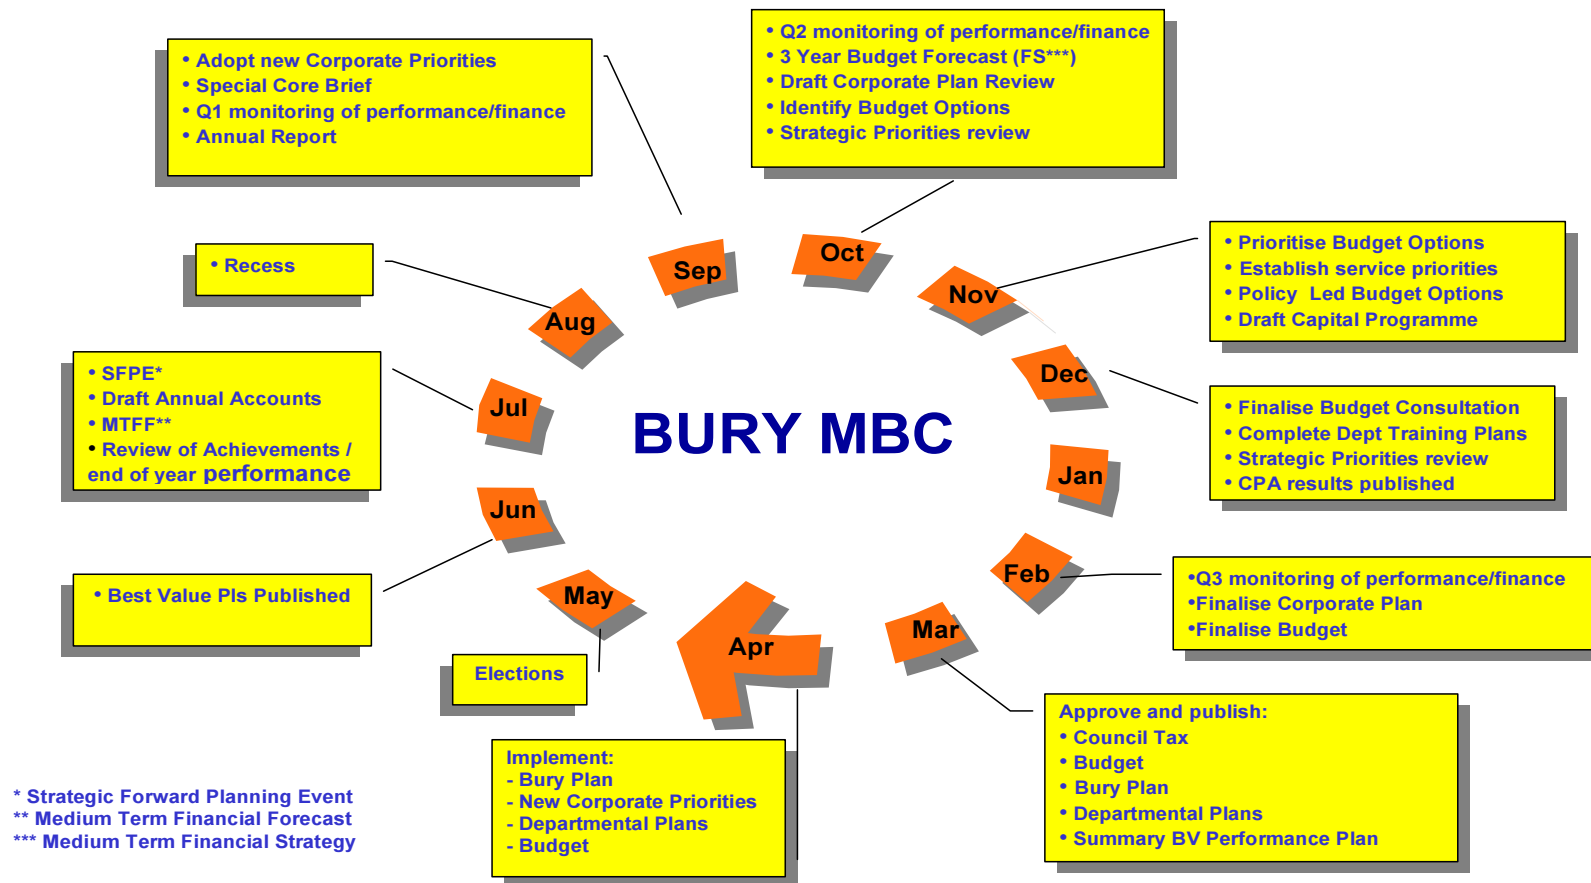 • Adopt new Corporate Priorities
• Special Core Brief
• Q1 monitoring of performance/finance
• Annual Report
• Q2 monitoring of performance/finance
• 3 Year Budget Forecast (FS***)
• Draft Corporate Plan Review
• Identify Budget Options
• Strategic Priorities review
• Recess
Sep
Oct
Nov
Aug
• Prioritise Budget Options
• Establish service priorities
• Policy Led Budget Options
• Draft Capital Programme
• SFPE*
• Draft Annual Accounts
• MTFF**
• Review of Achievements /
end of year performance
Jul
BURY MBC
Dec
• Finalise Budget Consultation
• Complete Dept Training Plans
• Strategic Priorities review
• CPA results published
Jan
Jun
• Best Value PIs Published
May
Feb
•Q3 monitoring of performance/finance
•Finalise Corporate Plan
•Finalise Budget
Elections
Apr
Mar
Approve and publish:
• Council Tax
• Budget
• Bury Plan
• Departmental Plans
• Summary BV Performance Plan
Implement:
- Bury Plan
- New Corporate Priorities
- Departmental Plans
- Budget
* Strategic Forward Planning Event
** Medium Term Financial Forecast
*** Medium Term Financial Strategy